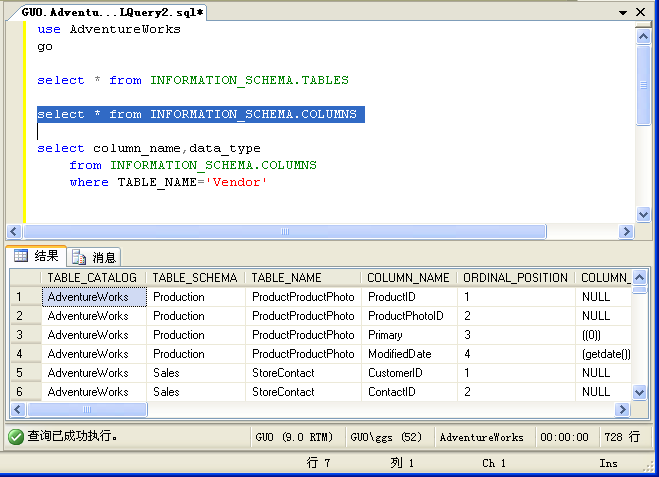 GUO.Adventu...LQuery2.sql*
use AdventureWorks
go
select * from INFORMATION_SCHEMA.TABLES
select * from INFORMATION_SCHEMA.COLUMNS
select column_name,data_type
from INFORMATION_SCHEMA.COLUMNS
where TABLE_NAME='Vendor'
结果 消息
TABLE_CATALOG TABLE_SCHEMA TABLE_NAME COLUMN_NAME ORDINAL_POSITION COLUMN_
1 AdventureWorks Production ProductProductPhoto ProductID 1 NULL
2 AdventureWorks Production ProductProductPhoto ProductPhotoID 2 NULL
3 AdventureWorks Production ProductProductPhoto Primary 3 ((0))
4 AdventureWorks Production ProductProductPhoto ModifiedDate 4 (getdate())
5 AdventureWorks Sales StoreContact CustomerID 1 NULL
6 AdventureWorks Sales StoreContact ContactID 2 NULL
查询已成功执行。 GUO (9.0 RTM) GUO\ggs (52) AdventureWorks 00:00:00 728 行
行 7 列 1 Ch 1 Ins